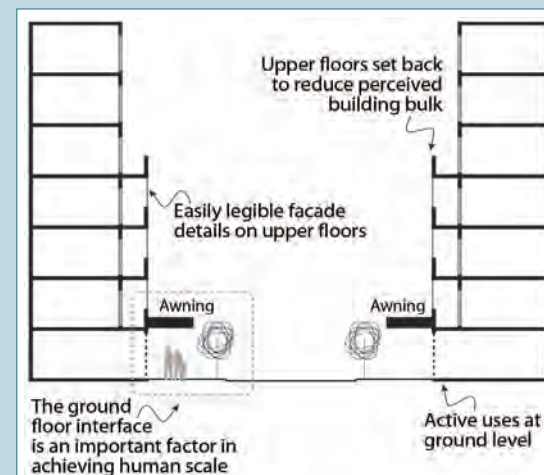 Upper floors set back
to reduce perceived
building bulk
Easily legible façade
details on upper floors
Awning
Awning
The ground
floor interface
is an important factor in
achieving human scale
Active uses at
ground level